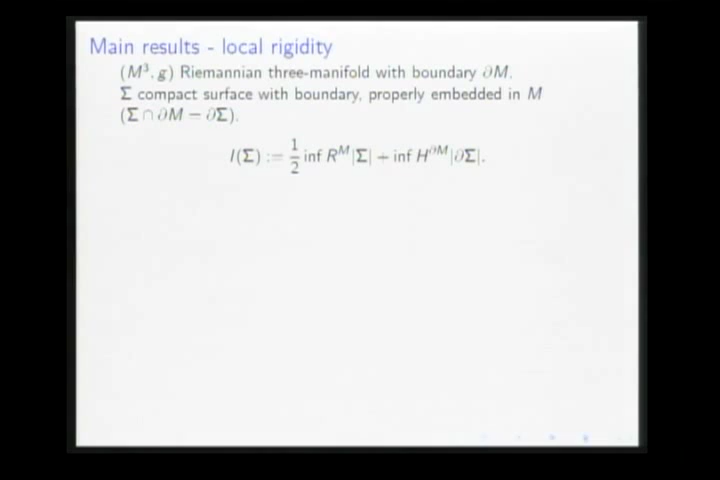 Main results - local rigidity
(M³, g) Riemannian three-manifold with boundary ∂M.
Σ compact surface with boundary, properly embedded in M
(Σ ∩ ∂M = ∂Σ).
I(Σ) := 1/2 inf Rᴹ|Σ| + inf H^∂M|∂Σ|.